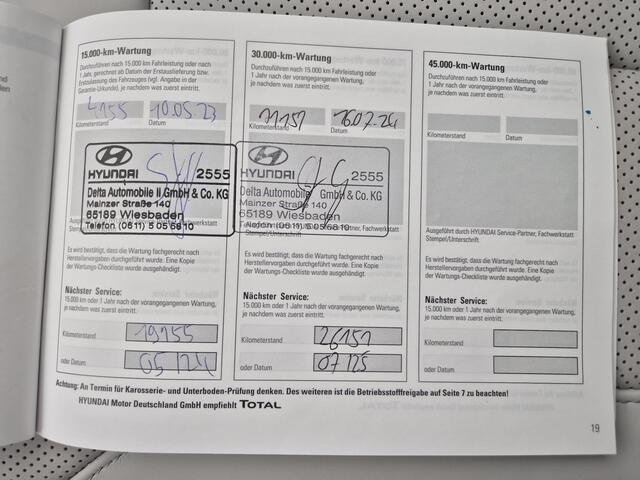 15.000-km-Wartung
Durchzuführen nach 15.000 km Fahrleistung oder nach
1 Jahr, gerechnet ab Datum der Erstauslieferung bzw.
Erstzulassung des Fahrzeuges (vgl. Angabe in der
Garantie-Urkunde), je nachdem was zuerst eintritt.
4155 10.05.23
Kilometerstand Datum
HYUNDAI 2555
Delta Automobile II GmbH & Co. KG
Mainzer Straße 140
65189 Wiesbaden
Telefon (0611) 5 05 68 10
Stempel/Unterschrift
Es wird bestätigt, dass die Wartung fachgerecht nach
Herstellervorgaben durchgeführt wurde. Eine Kopie
der Wartungs-Checkliste wurde ausgehändigt.
Nächster Service:
15.000 km oder 1 Jahr nach der vorangegangenen Wartung,
je nachdem was zuerst eintritt.
Kilometerstand 19155
oder Datum 05/24
30.000-km-Wartung
Durchzuführen nach 15.000 km Fahrleistung oder
1 Jahr nach der vorangegangenen Wartung,
je nachdem was zuerst eintritt.
11151 16.07.24
Kilometerstand Datum
HYUNDAI 2555
Delta Automobile II GmbH & Co. KG
Mainzer Straße 140
65189 Wiesbaden
Telefon (0611) 5 05 68 10
Stempel/Unterschrift
Es wird bestätigt, dass die Wartung fachgerecht nach
Herstellervorgaben durchgeführt wurde. Eine Kopie
der Wartungs-Checkliste wurde ausgehändigt.
Nächster Service:
15.000 km oder 1 Jahr nach der vorangegangenen Wartung,
je nachdem was zuerst eintritt.
Kilometerstand 26151
oder Datum 07/25
45.000-km-Wartung
Durchzuführen nach 15.000 km Fahrleistung oder
1 Jahr nach der vorangegangenen Wartung,
je nachdem was zuerst eintritt.
Kilometerstand Datum
Ausgeführt durch HYUNDAI Service-Partner, Fachwerkstatt
Stempel/Unterschrift
Es wird bestätigt, dass die Wartung fachgerecht nach
Herstellervorgaben durchgeführt wurde. Eine Kopie
der Wartungs-Checkliste wurde ausgehändigt.
Nächster Service:
15.000 km oder 1 Jahr nach der vorangegangenen Wartung,
je nachdem was zuerst eintritt.
Kilometerstand
oder Datum
Achtung: An Termin für Karosserie- und Unterboden-Prüfung denken. Des weiteren ist die Betriebsstofffreigabe auf Seite 7 zu beachten!
HYUNDAI Motor Deutschland GmbH empfiehlt TOTAL
19